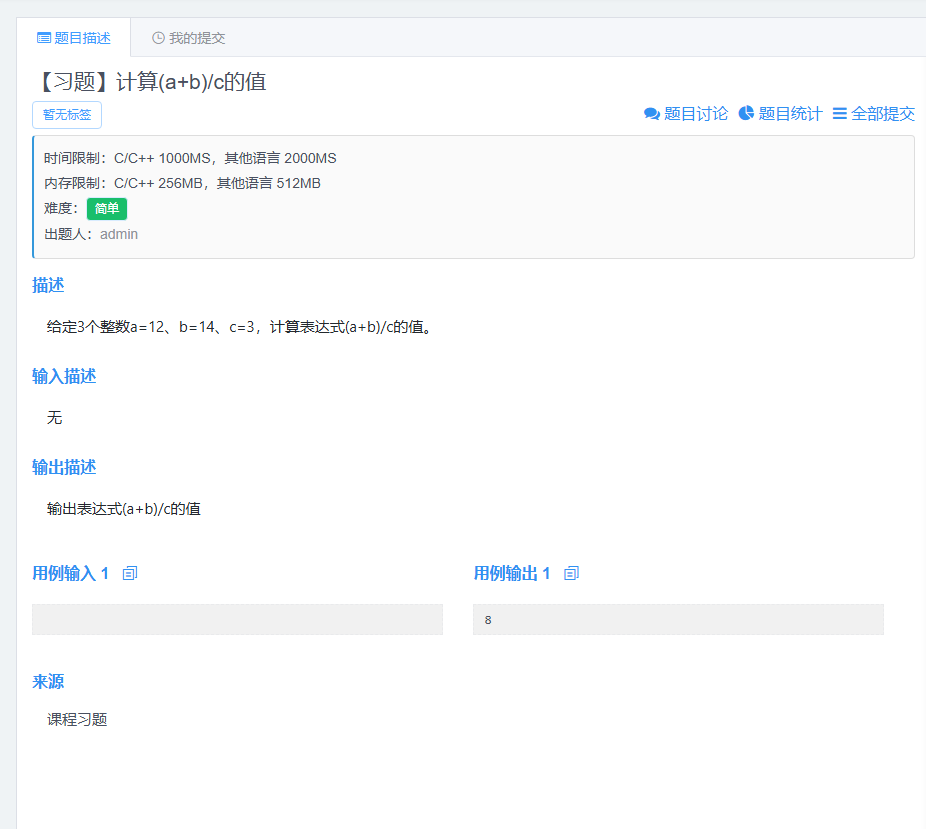 题目描述 我的提交
【习题】计算(a+b)/c的值
暂无标签 题目讨论 题目统计 全部提交
时间限制：C/C++ 1000MS，其他语言 2000MS
内存限制：C/C++ 256MB，其他语言 512MB
难度： 简单
出题人：admin
描述
给定3个整数a=12、b=14、c=3，计算表达式(a+b)/c的值。
输入描述
无
输出描述
输出表达式(a+b)/c的值
用例输入 1 用例输出 1
8
来源
课程习题